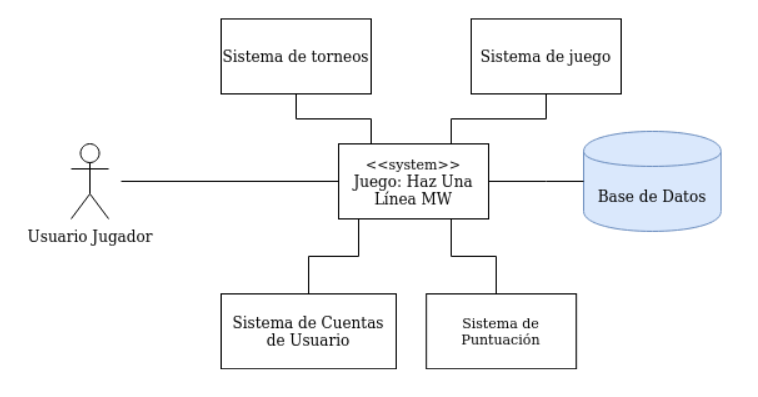 Sistema de torneos
Sistema de juego
<<system>>
Juego: Haz Una
Línea MW
Base de Datos
Usuario Jugador
Sistema de Cuentas
de Usuario
Sistema de
Puntuación